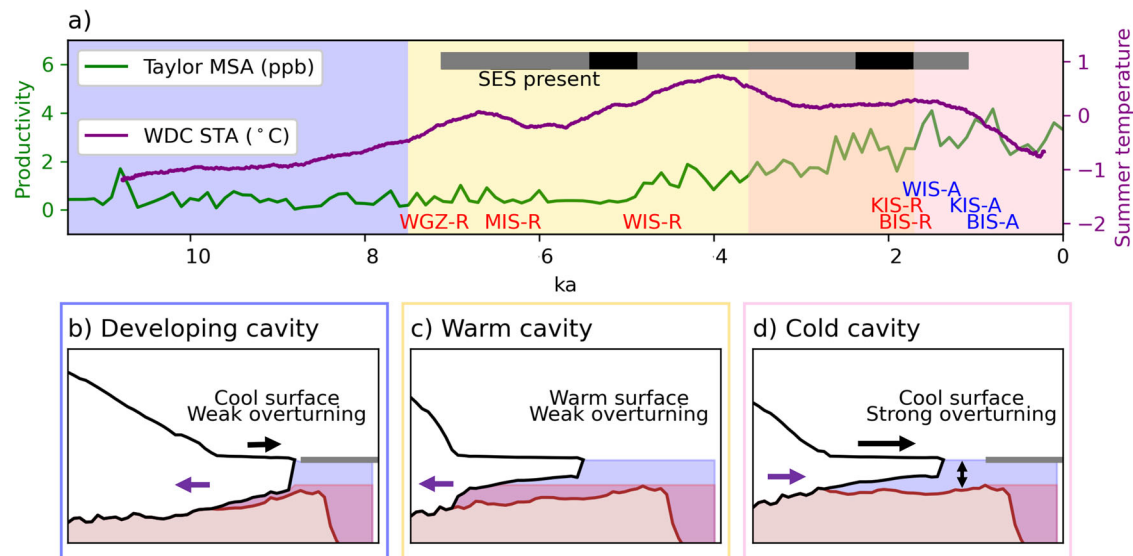 a)
6
4
2
0
Productivity
Taylor MSA (ppb)
WDC STA (°C)
SES present
1
0
−1
−2
Summer temperature
WGZ-R
MIS-R
WIS-R
WIS-A
KIS-R
KIS-A
BIS-R
BIS-A
10
8
6
4
2
0
ka
b) Developing cavity
Cool surface
Weak overturning
c) Warm cavity
Warm surface
Weak overturning
d) Cold cavity
Cool surface
Strong overturning